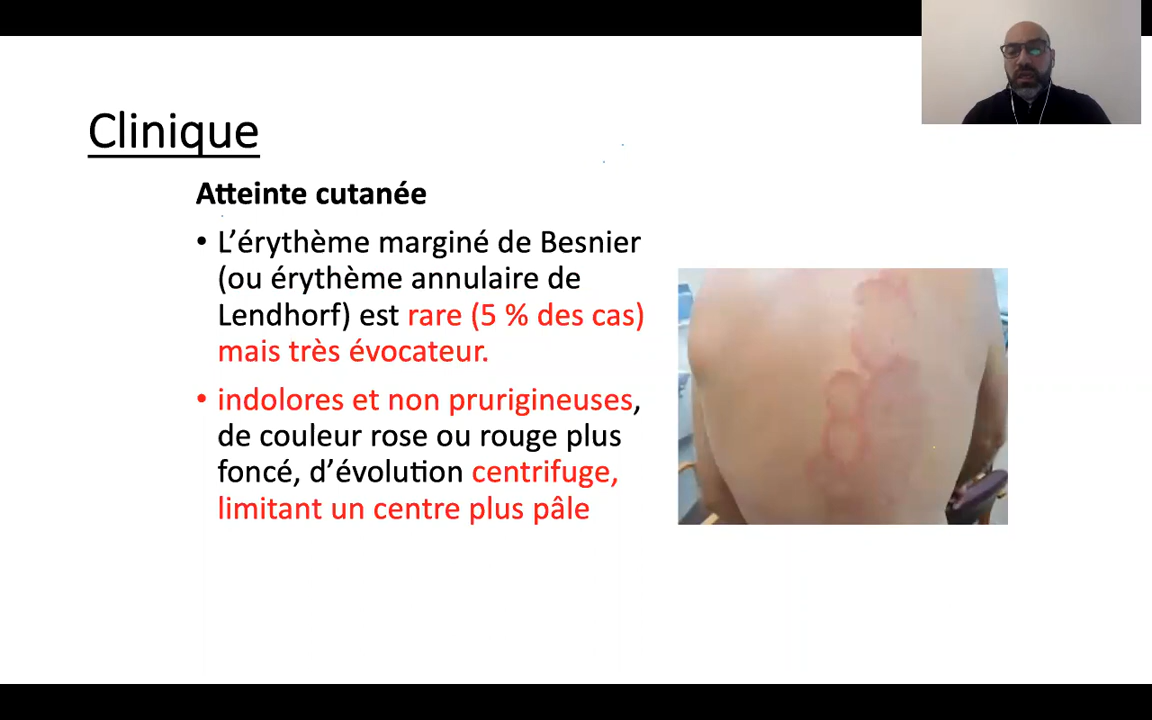 Clinique
Atteinte cutanée
• L’érythème marginé de Besnier
(ou érythème annulaire de
Lendhorf) est rare (5 % des cas)
mais très évocateur.
• indolores et non prurigineuses,
de couleur rose ou rouge plus
foncé, d’évolution centrifuge,
limitant un centre plus pâle